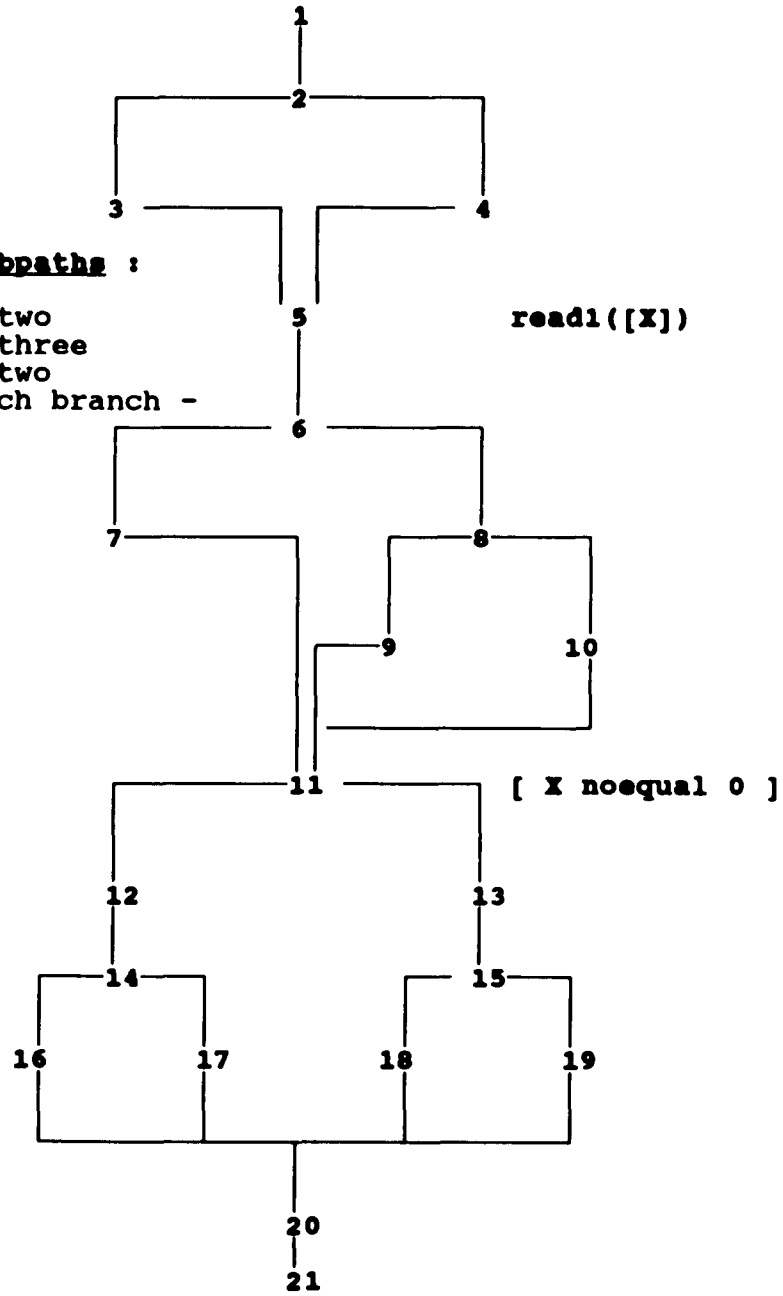 1
2
3 4
bpaths :
two
three
two
ch branch -
5 read1([X])
6
7 8
9 10
11 [ X noequal 0 ]
12 13
14 15
16 17 18 19
20
21